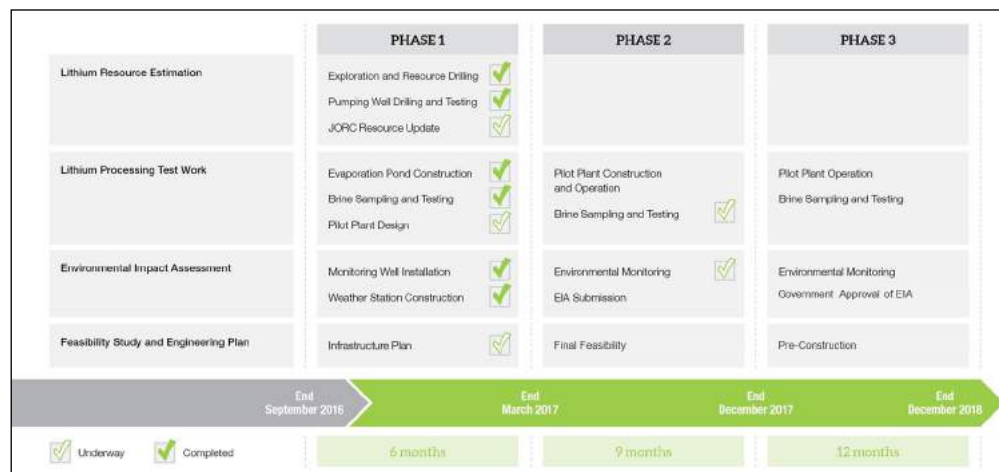 PHASE 1
PHASE 2
PHASE 3
Lithium Resource Estimation
Exploration and Resource Drilling
Pumping Well Drilling and Testing
JORC Resource Update
Lithium Processing Test Work
Evaporation Pond Construction
Brine Sampling and Testing
Pilot Plant Design
Pilot Plant Construction
and Operation
Brine Sampling and Testing
Pilot Plant Operation
Brine Sampling and Testing
Environmental Impact Assessment
Monitoring Well Installation
Weather Station Construction
Environmental Monitoring
EIA Submission
Environmental Monitoring
Government Approval of EIA
Feasibility Study and Engineering Plan
Infrastructure Plan
Final Feasibility
Pre-Construction
End
September 2016
End
March 2017
End
December 2017
End
December 2018
Underway
Completed
6 months
9 months
12 months